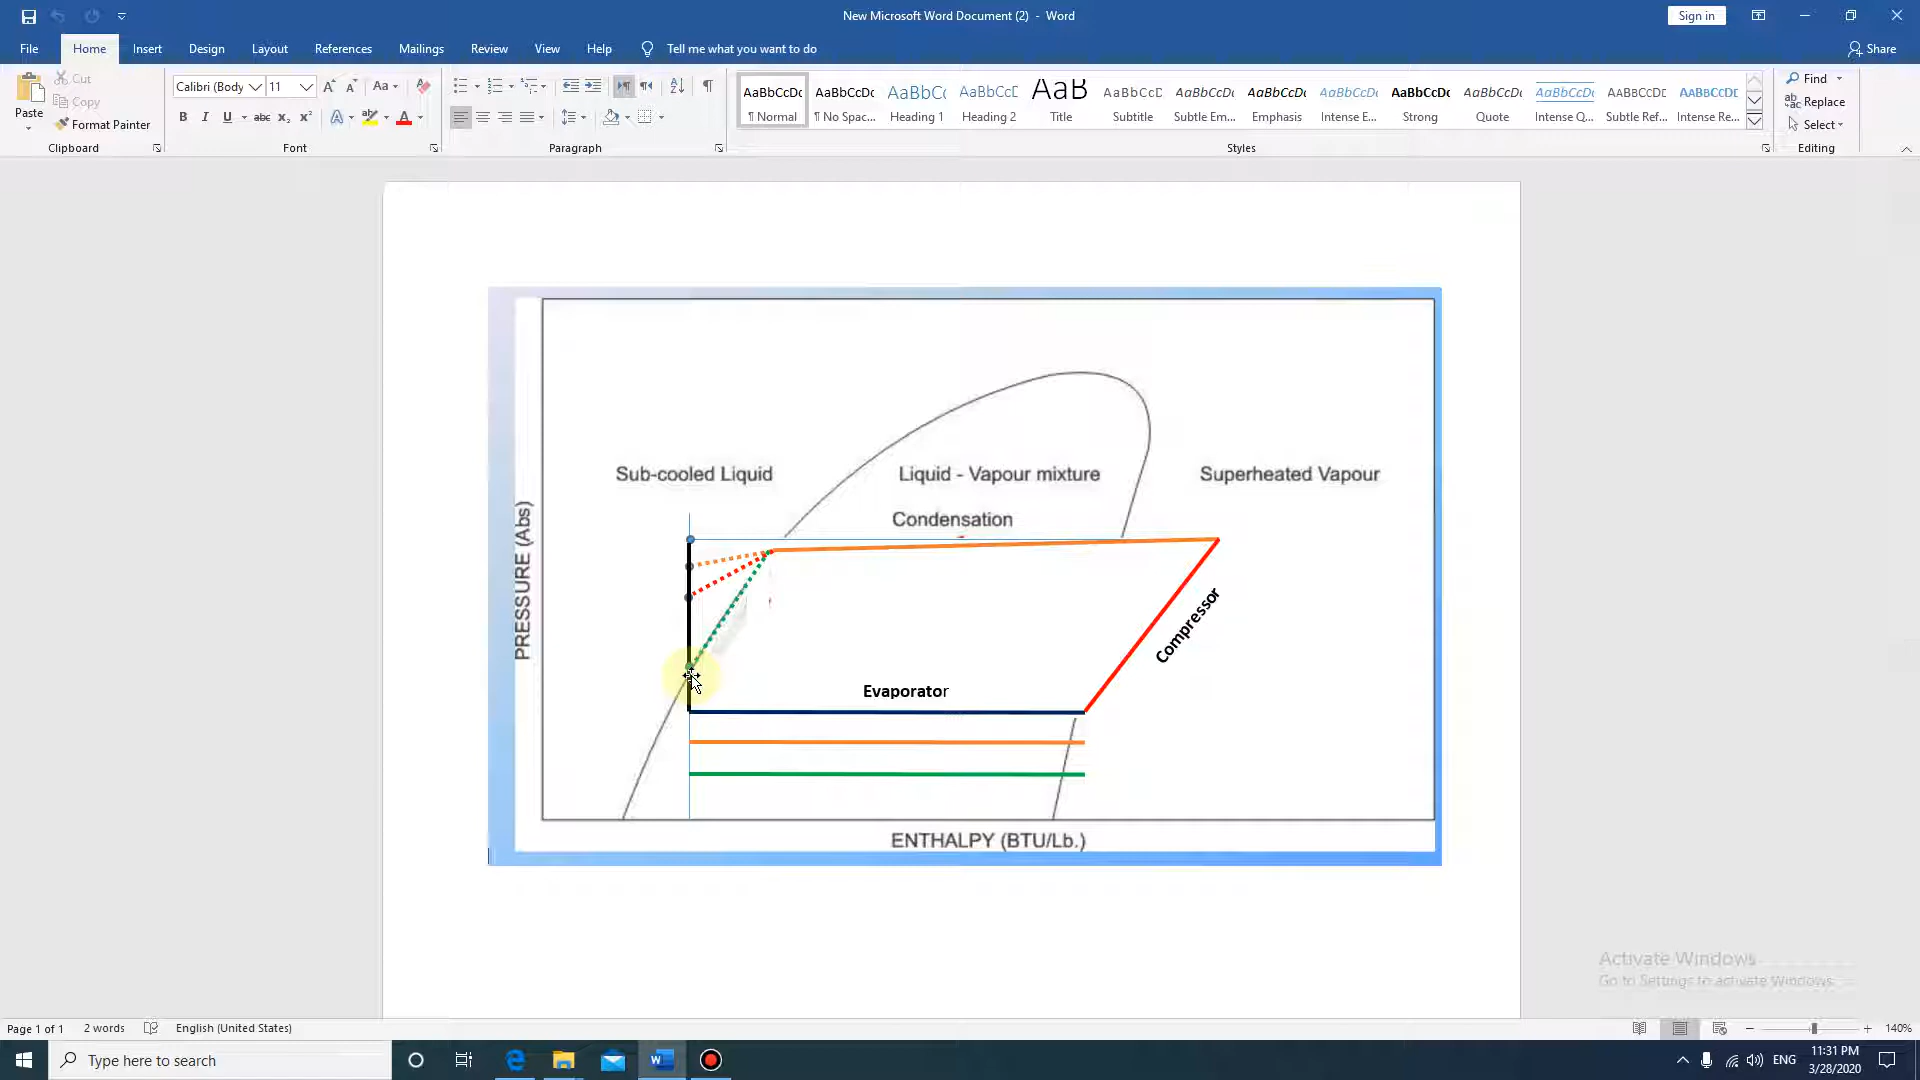 New Microsoft Word Document (2) - Word
Sign in
File Home Insert Design Layout References Mailings Review View Help Tell me what you want to do Share
Paste
Cut
Copy
Format Painter
Clipboard
Calibri (Body 11
Font
Paragraph
AaBbCcDc AaBbCcDc AaBbCc AaBbCcD AaB AaBbCcD AaBbCcDc AaBbCcDc AaBbCcDc AaBbCcDc AaBbCcDc AaBbCcDc AaBbCcDc AaBbCcDc
¶ Normal ¶ No Spac... Heading 1 Heading 2 Title Subtitle Subtle Em... Emphasis Intense E... Strong Quote Intense Q... Subtle Ref... Intense Re...
Styles
Find
Replace
Select
Editing
Sub-cooled Liquid Liquid - Vapour mixture Superheated Vapour
Condensation
PRESSURE (Abs)
Compressor
Evaporator
ENTHALPY (BTU/Lb.)
Activate Windows
Go to Settings to activate Windows.
Page 1 of 1 2 words English (United States) 140%
Type here to search
ENG
11:31 PM
3/28/2020